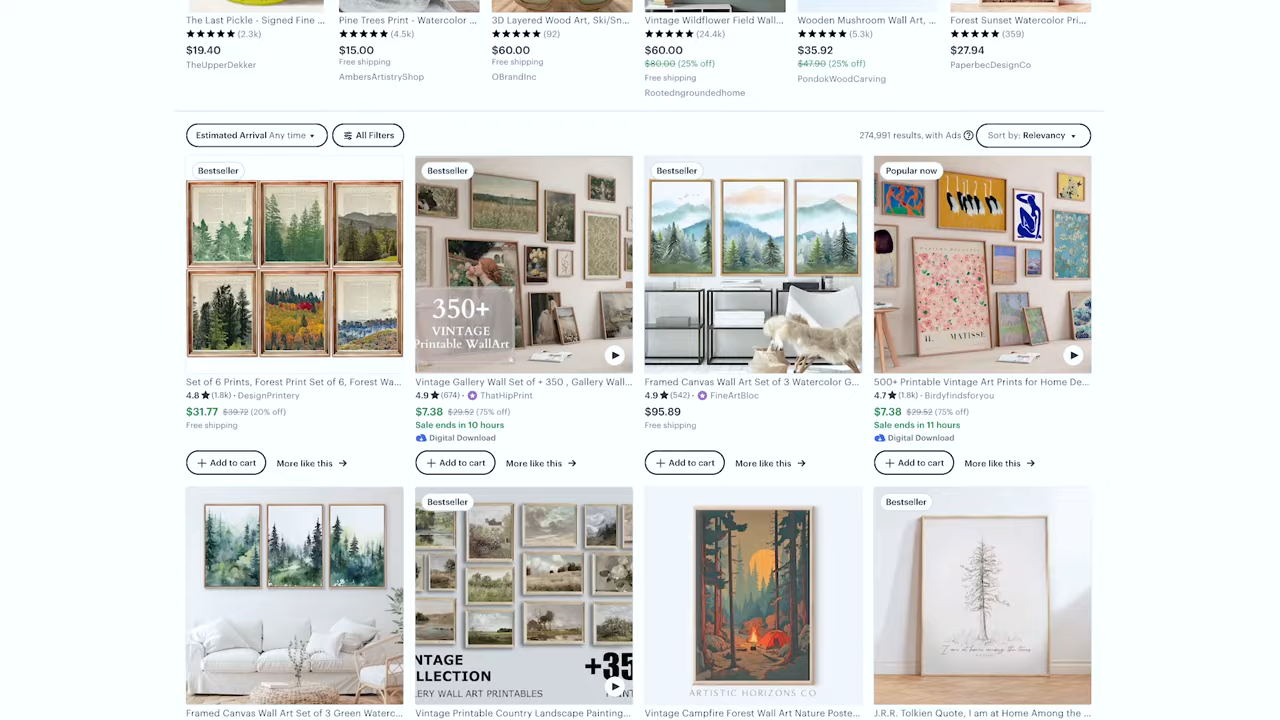 The Last Pickle - Signed Fine ...
(2.3k)
$19.40
TheUpperDekker
Pine Trees Print - Watercolor ...
(4.5k)
$15.00
Free shipping
AmbersArtistryShop
3D Layered Wood Art, Ski/Sn...
(92)
$60.00
Free shipping
OBrandInc
Vintage Wildflower Field Wall...
(24.4k)
$60.00
$80.00 (25% off)
Free shipping
Rootedngroundedhome
Wooden Mushroom Wall Art, ...
(5.3k)
$35.92
$47.90 (25% off)
PondokWoodCarving
Forest Sunset Watercolor Pri...
(359)
$27.94
PaperbecDesignCo
Estimated Arrival Any time
All Filters
274,991 results, with Ads ?
Sort by: Relevancy
Bestseller
Set of 6 Prints, Forest Print Set of 6, Forest Wa...
4.8 (1.8k) · DesignPrintery
$31.77 $39.72 (20% off)
Free shipping
+ Add to cart
More like this →
Bestseller
350+
VINTAGE
Printable WallArt
Vintage Gallery Wall Set of + 350 , Gallery Wall...
4.9 (674) · ThatHipPrint
$7.38 $29.52 (75% off)
Sale ends in 10 hours
Digital Download
+ Add to cart
More like this →
Bestseller
Framed Canvas Wall Art Set of 3 Watercolor G...
4.9 (542) · FineArtBloc
$95.89
Free shipping
+ Add to cart
More like this →
Popular now
H. MATISSE
500+ Printable Vintage Art Prints for Home De...
4.7 (1.8k) · Birdyfindsforyou
$7.38 $29.52 (75% off)
Sale ends in 11 hours
Digital Download
+ Add to cart
More like this →
Framed Canvas Wall Art Set of 3 Green Waterc...
Bestseller
NTAGE
LLECTION
+35
ERY WALL ART PRINTABLES
Vintage Printable Country Landscape Painting...
ARTISTIC HORIZONS CO
Vintage Campfire Forest Wall Art Nature Poste...
Bestseller
I am at home among the trees
J.R.R. Tolkien Quote, I am at Home Among the ...